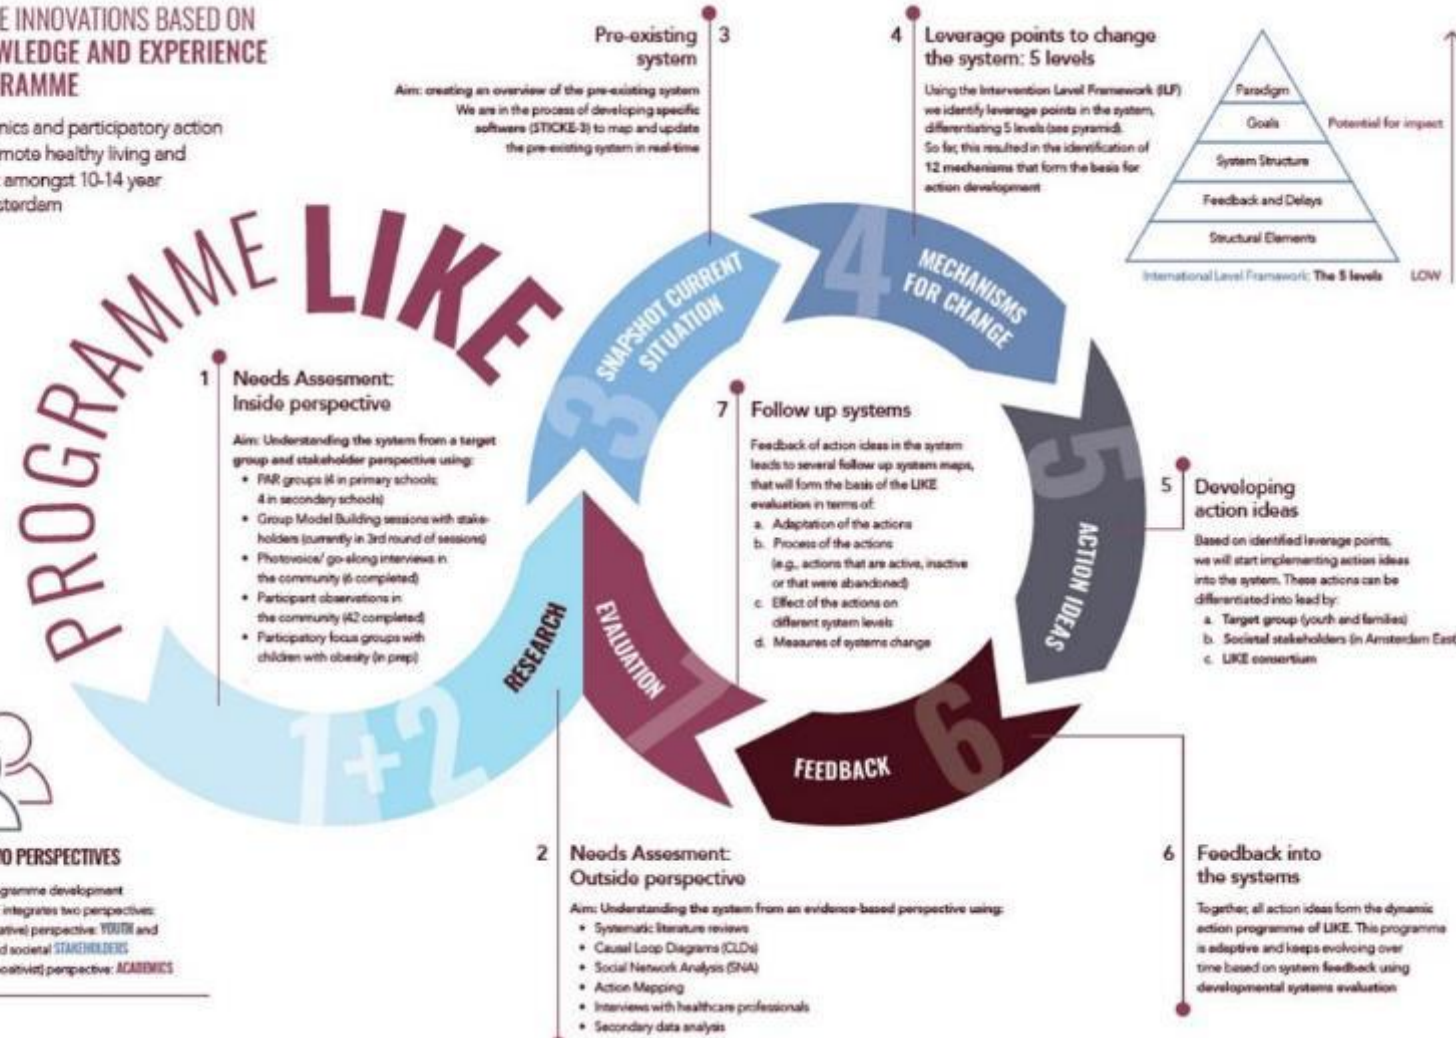 E INNOVATIONS BASED ON
WLEDGE AND EXPERIENCE
RAMME
nics and participatory action
mote healthy living and
amongst 10-14 year
sterdam
PROGRAMME LIKE
Pre-existing
system
3
Aim: creating an overview of the pre-existing system
We are in the process of developing specific
software (STICKE-3) to map and update
the pre-existing system in real-time
4
Leverage points to change
the system: 5 levels
Using the Intervention Level Framework (ILF)
we identify leverage points in the system,
differentiating 5 levels (see pyramid).
So far, this resulted in the identification of
12 mechanisms that form the basis for
action development
Paradigm
Goals
System Structure
Feedback and Delays
Structural Elements
Potential for impact
International Level Framework: The 5 levels
LOW
3
SNAPSHOT CURRENT
SITUATION
4
MECHANISMS
FOR CHANGE
5
ACTION IDEAS
6
FEEDBACK
7
EVALUATION
1+2
RESEARCH
1
Needs Assesment:
Inside perspective
Aim: Understanding the system from a target
group and stakeholder perspective using:
• PAR groups (4 in primary schools;
4 in secondary schools)
• Group Model Building sessions with stake-
holders (currently in 3rd round of sessions)
• Photovoice/ go-along interviews in
the community (6 completed)
• Participant observations in
the community (42 completed)
• Participatory focus groups with
children with obesity (in prep)
7
Follow up systems
Feedback of action ideas in the system
leads to several follow up system maps,
that will form the basis of the LIKE
evaluation in terms of:
a. Adaptation of the actions
b. Process of the actions
(e.g., actions that are active, inactive
or that were abandoned)
c. Effect of the actions on
different system levels
d. Measures of systems change
5
Developing
action ideas
Based on identified leverage points,
we will start implementing action ideas
into the system. These actions can be
differentiated into lead by:
a. Target group (youth and families)
b. Societal stakeholders (in Amsterdam East
c. LIKE consortium
O PERSPECTIVES
gramme development
integrates two perspectives:
ative) perspective: YOUTH and
d societal STAKEHOLDERS
positivist) perspective: ACADEMICS
2
Needs Assesment:
Outside perspective
Aim: Understanding the system from an evidence-based perspective using:
• Systematic literature reviews
• Causal Loop Diagrams (CLDs)
• Social Network Analysis (SNA)
• Action Mapping
• Interviews with healthcare professionals
• Secondary data analysis
6
Feedback into
the systems
Together, all action ideas form the dynamic
action programme of LIKE. This programme
is adaptive and keeps evolvoing over
time based on system feedback using
developmental systems evaluation